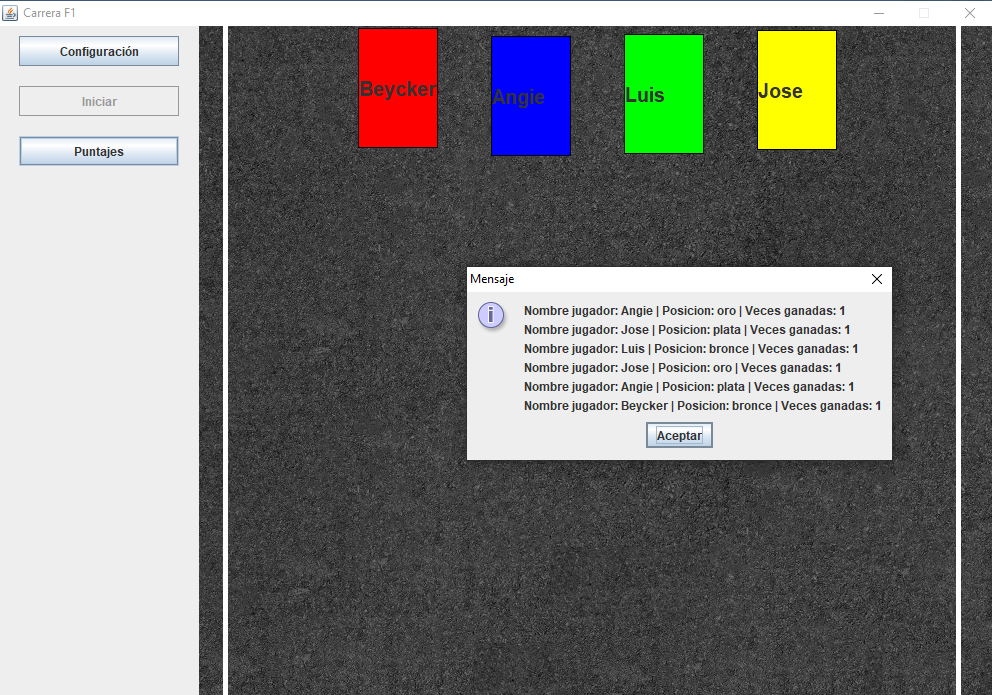 Carrera F1
Configuración
Iniciar
Puntajes
Beycker
Angie
Luis
Jose
Mensaje
Nombre jugador: Angie | Posicion: oro | Veces ganadas: 1
Nombre jugador: Jose | Posicion: plata | Veces ganadas: 1
Nombre jugador: Luis | Posicion: bronce | Veces ganadas: 1
Nombre jugador: Jose | Posicion: oro | Veces ganadas: 1
Nombre jugador: Angie | Posicion: plata | Veces ganadas: 1
Nombre jugador: Beycker | Posicion: bronce | Veces ganadas: 1
Aceptar